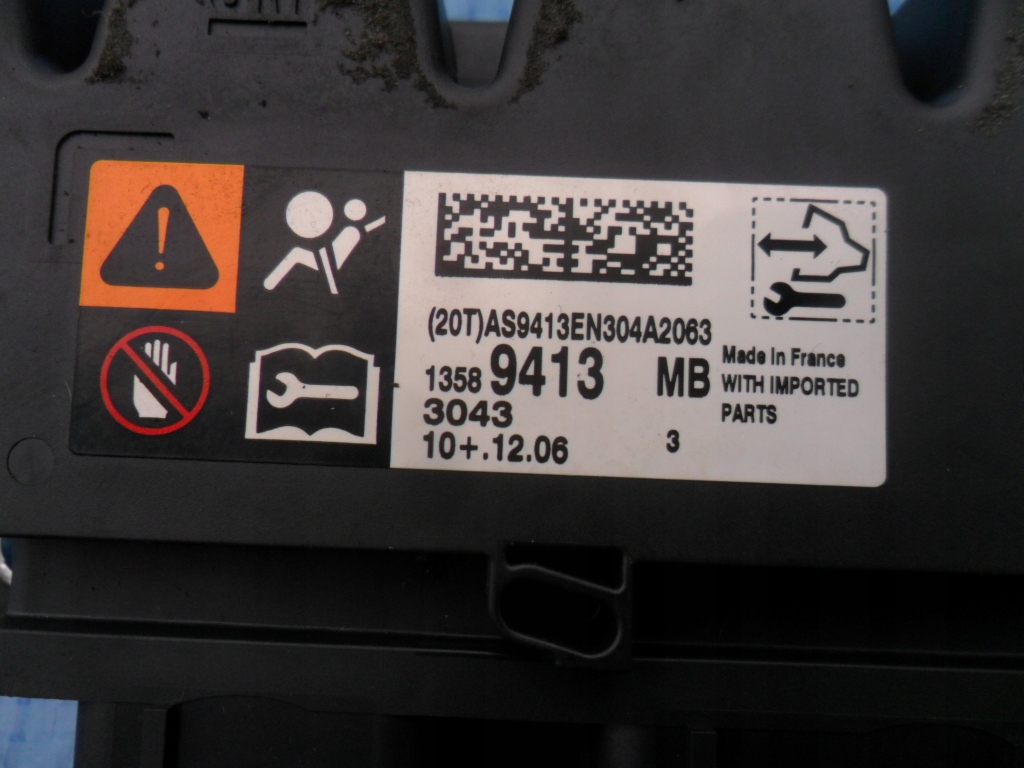 (20T)AS9413EN304A2063
1358 9413 MB
3043
10+.12.06 3
Made In France
WITH IMPORTED
PARTS